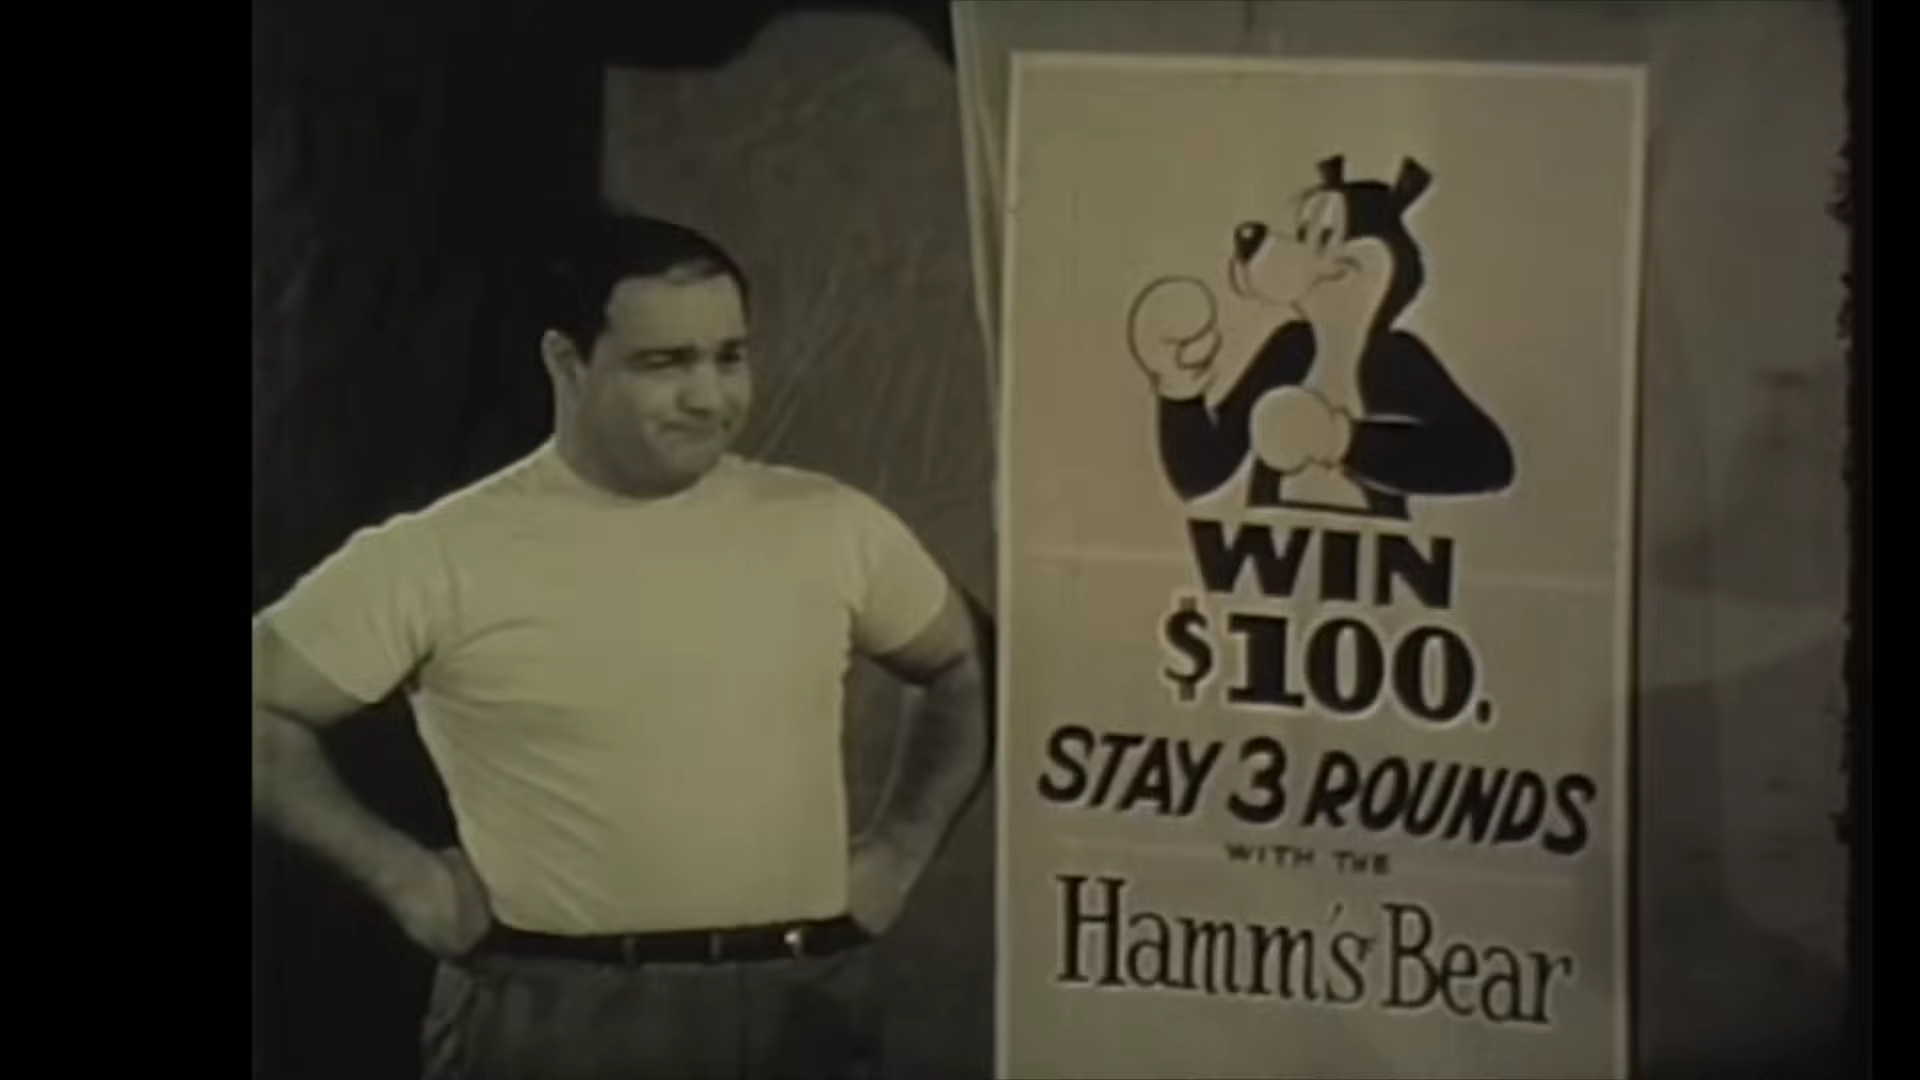 WIN
$100.
STAY 3 ROUNDS
WITH THE
Hamm's Bear